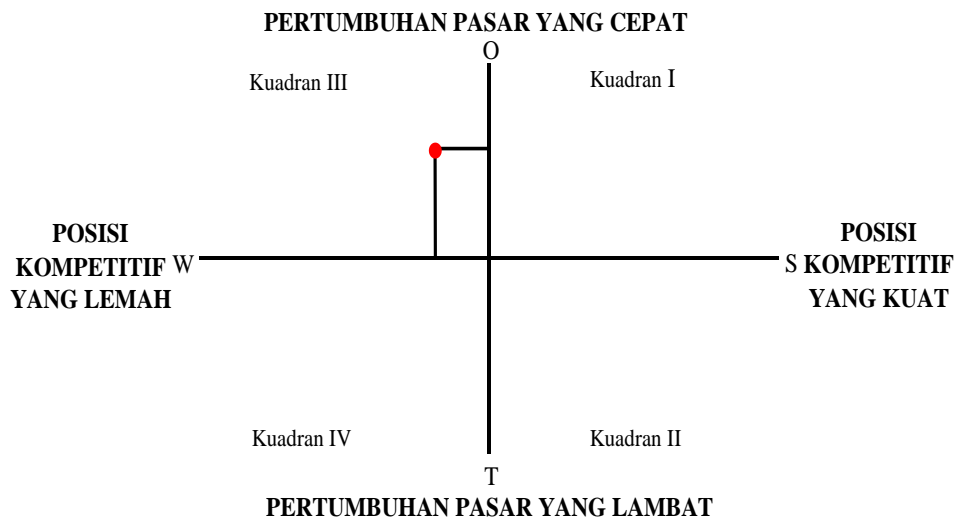 PERTUMBUHAN PASAR YANG CEPAT
O
Kuadran III
Kuadran I
POSISI
KOMPETITIF
YANG LEMAH
W
S
POSISI
KOMPETITIF
YANG KUAT
Kuadran IV
Kuadran II
T
PERTUMBUHAN PASAR YANG LAMBAT